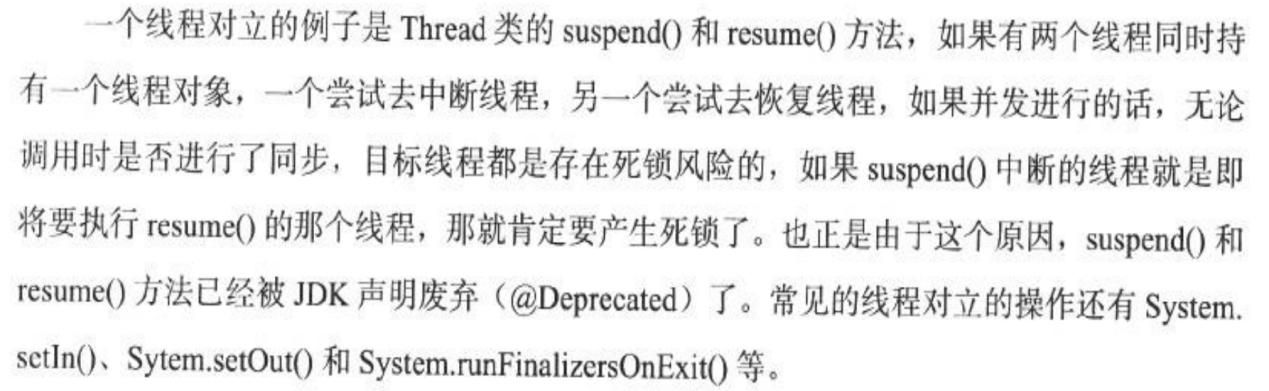 一个线程对立的例子是 Thread 类的 suspend() 和 resume() 方法，如果有两个线程同时持
有一个线程对象，一个尝试去中断线程，另一个尝试去恢复线程，如果并发进行的话，无论
调用时是否进行了同步，目标线程都是存在死锁风险的，如果 suspend() 中断的线程就是即
将要执行 resume() 的那个线程，那就肯定要产生死锁了。也正是由于这个原因，suspend() 和
resume() 方法已经被 JDK 声明废弃（@Deprecated）了。常见的线程对立的操作还有 System.
setIn()、Sytem.setOut() 和 System.runFinalizersOnExit() 等。